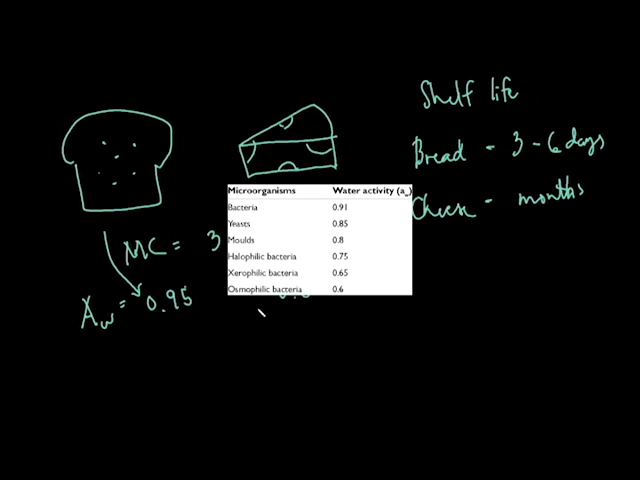 Shelf life
Bread - 3 - 6 days
Cheese - months
MC = 3
Aw = 0.95
Microorganisms Water activity (aw)
Bacteria 0.91
Yeasts 0.85
Moulds 0.8
Halophilic bacteria 0.75
Xerophilic bacteria 0.65
Osmophilic bacteria 0.6